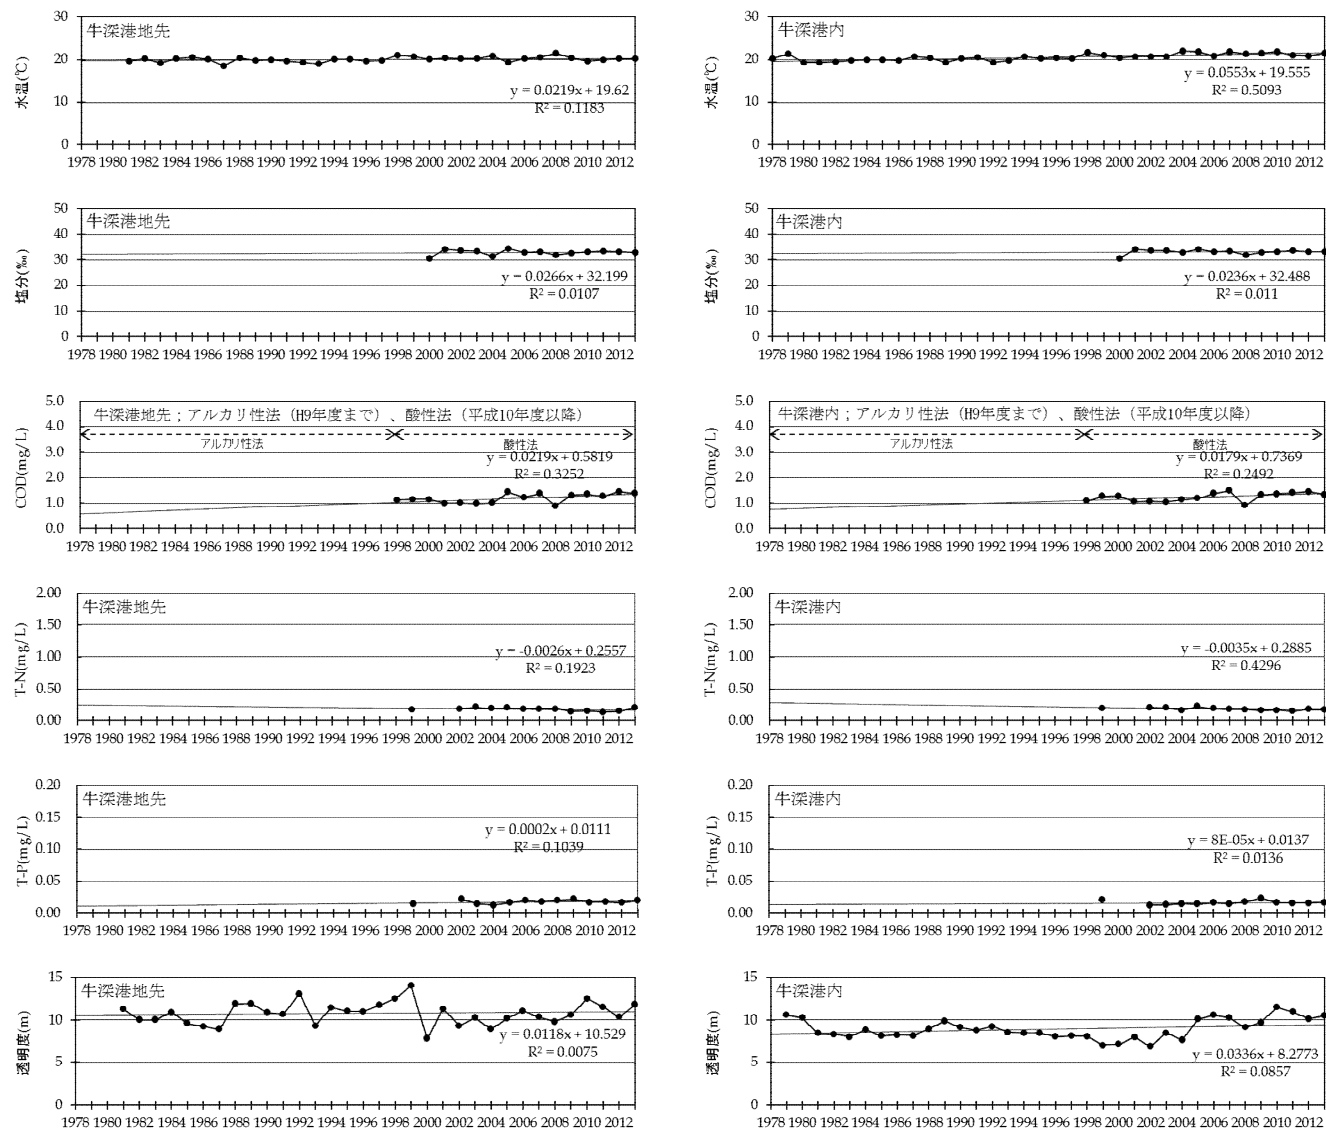 牛深港地先
水温(℃)
30
20
10
0
y = 0.0219x + 19.62
R² = 0.1183
1978 1980 1982 1984 1986 1988 1990 1992 1994 1996 1998 2000 2002 2004 2006 2008 2010 2012
牛深港内
水温(℃)
30
20
10
0
y = 0.0553x + 19.555
R² = 0.5093
1978 1980 1982 1984 1986 1988 1990 1992 1994 1996 1998 2000 2002 2004 2006 2008 2010 2012
牛深港地先
塩分(‰)
50
40
30
20
10
0
y = 0.0266x + 32.199
R² = 0.0107
1978 1980 1982 1984 1986 1988 1990 1992 1994 1996 1998 2000 2002 2004 2006 2008 2010 2012
牛深港内
塩分(‰)
50
40
30
20
10
0
y = 0.0236x + 32.488
R² = 0.011
1978 1980 1982 1984 1986 1988 1990 1992 1994 1996 1998 2000 2002 2004 2006 2008 2010 2012
牛深港地先；アルカリ性法（H9年度まで）、酸性法（平成10年度以降）
アルカリ性法
酸性法
COD(mg/L)
5.0
4.0
3.0
2.0
1.0
0.0
y = 0.0219x + 0.5819
R² = 0.3252
1978 1980 1982 1984 1986 1988 1990 1992 1994 1996 1998 2000 2002 2004 2006 2008 2010 2012
牛深港内；アルカリ性法（H9年度まで）、酸性法（平成10年度以降）
アルカリ性法
酸性法
COD(mg/L)
5.0
4.0
3.0
2.0
1.0
0.0
y = 0.0179x + 0.7369
R² = 0.2492
1978 1980 1982 1984 1986 1988 1990 1992 1994 1996 1998 2000 2002 2004 2006 2008 2010 2012
牛深港地先
T-N(mg/L)
2.00
1.50
1.00
0.50
0.00
y = -0.0026x + 0.2557
R² = 0.1923
1978 1980 1982 1984 1986 1988 1990 1992 1994 1996 1998 2000 2002 2004 2006 2008 2010 2012
牛深港内
T-N(mg/L)
2.00
1.50
1.00
0.50
0.00
y = -0.0035x + 0.2885
R² = 0.4296
1978 1980 1982 1984 1986 1988 1990 1992 1994 1996 1998 2000 2002 2004 2006 2008 2010 2012
牛深港地先
T-P(mg/L)
0.20
0.15
0.10
0.05
0.00
y = 0.0002x + 0.0111
R² = 0.1039
1978 1980 1982 1984 1986 1988 1990 1992 1994 1996 1998 2000 2002 2004 2006 2008 2010 2012
牛深港内
T-P(mg/L)
0.20
0.15
0.10
0.05
0.00
y = 8E-05x + 0.0137
R² = 0.0136
1978 1980 1982 1984 1986 1988 1990 1992 1994 1996 1998 2000 2002 2004 2006 2008 2010 2012
牛深港地先
透明度(m)
15
10
5
0
y = 0.0118x + 10.529
R² = 0.0075
1978 1980 1982 1984 1986 1988 1990 1992 1994 1996 1998 2000 2002 2004 2006 2008 2010 2012
牛深港内
透明度(m)
15
10
5
0
y = 0.0336x + 8.2773
R² = 0.0857
1978 1980 1982 1984 1986 1988 1990 1992 1994 1996 1998 2000 2002 2004 2006 2008 2010 2012